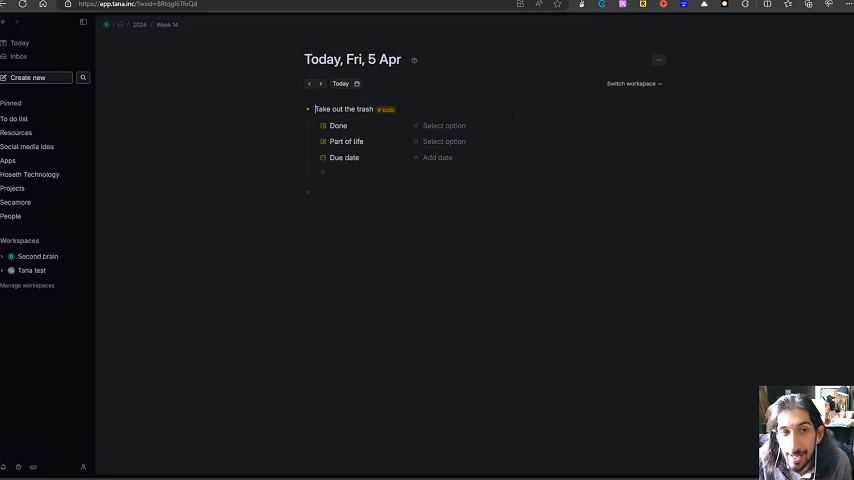 https://app.tana.inc/?wsid=BRtqgI6TfoQd
2024 / Week 14
Today
Inbox
Create new
Pinned
To do list
Resources
Social media idea
Apps
Hoseth Technology
Projects
Secamore
People
Workspaces
Second brain
Tana test
Manage workspaces
Today, Fri, 5 Apr
Today
Switch workspace
Take out the trash # todo
Done Select option
Part of life Select option
Due date Add date